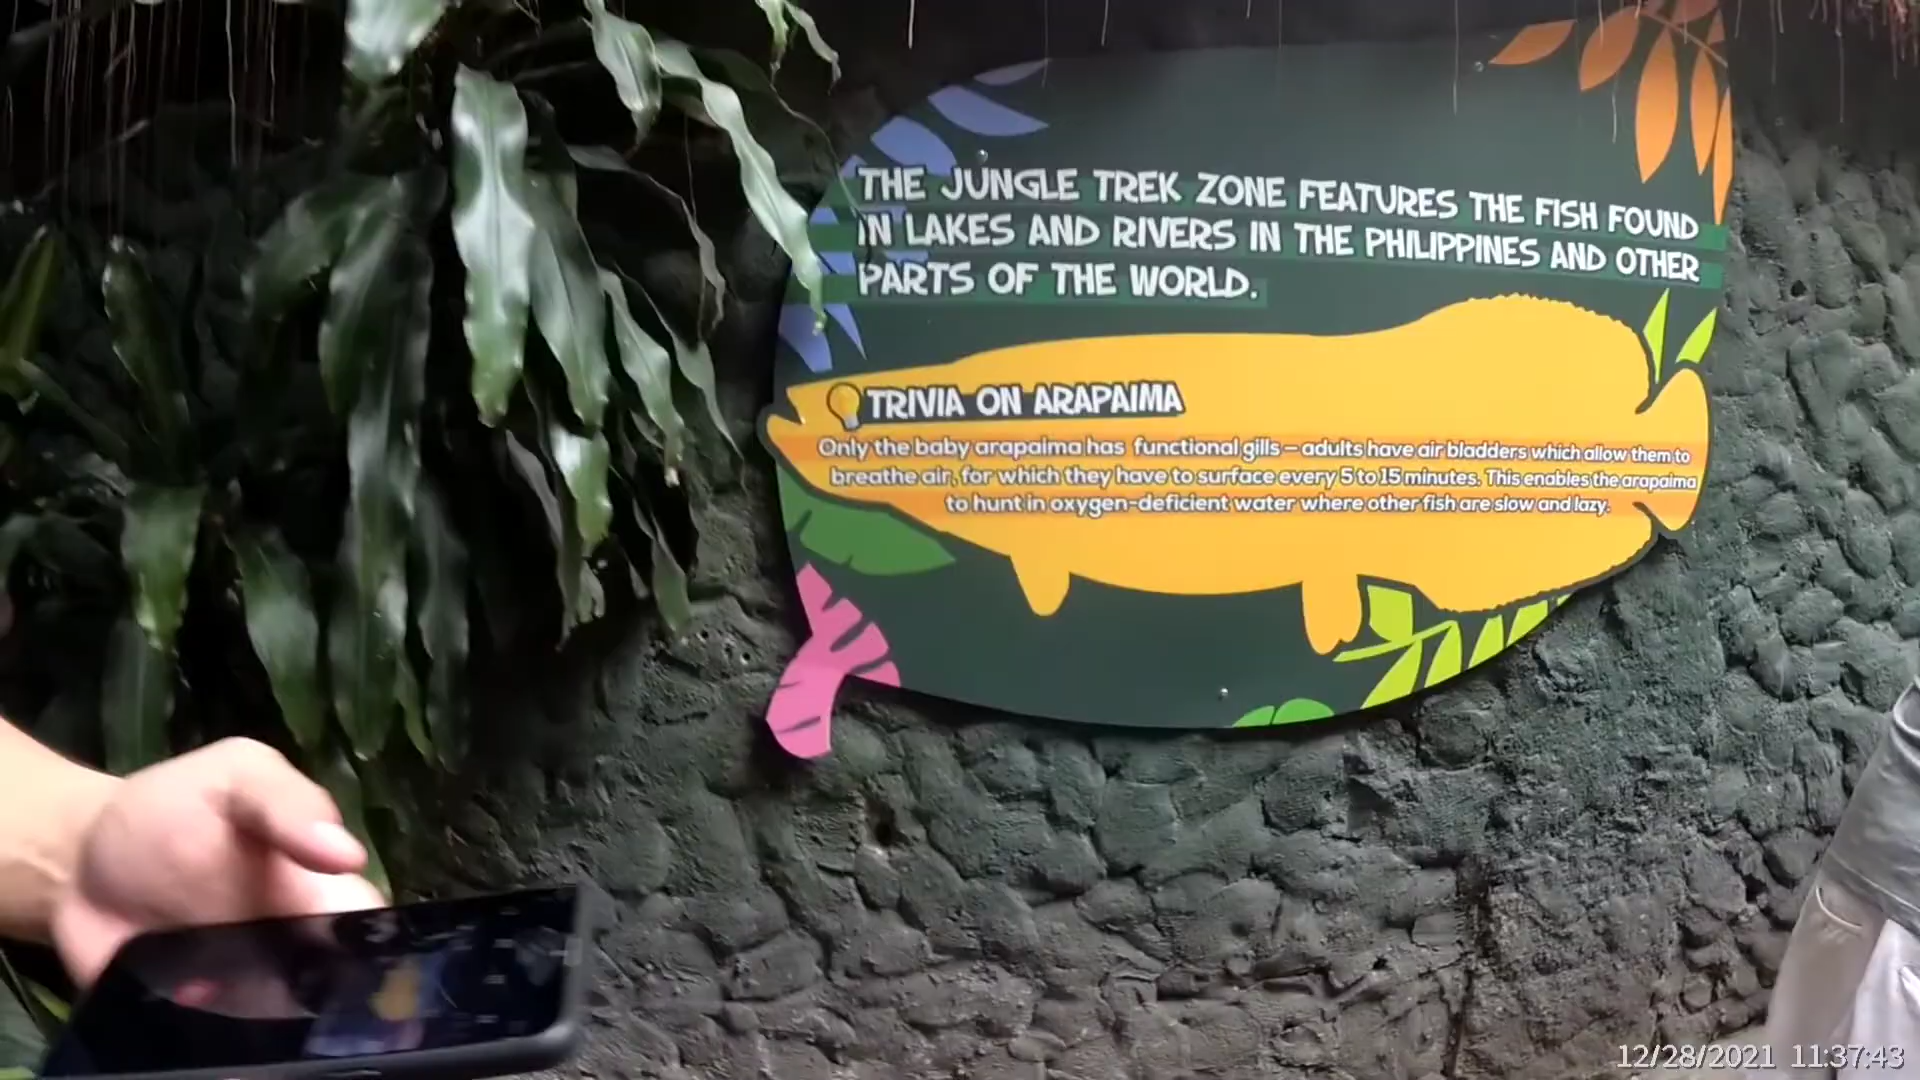 THE JUNGLE TREK ZONE FEATURES THE FISH FOUND
IN LAKES AND RIVERS IN THE PHILIPPINES AND OTHER
PARTS OF THE WORLD.
TRIVIA ON ARAPAIMA
Only the baby arapaima has functional gills – adults have air bladders which allow them to
breathe air, for which they have to surface every 5 to 15 minutes. This enables the arapaima
to hunt in oxygen-deficient water where other fish are slow and lazy.
12/28/2021 11:37:43